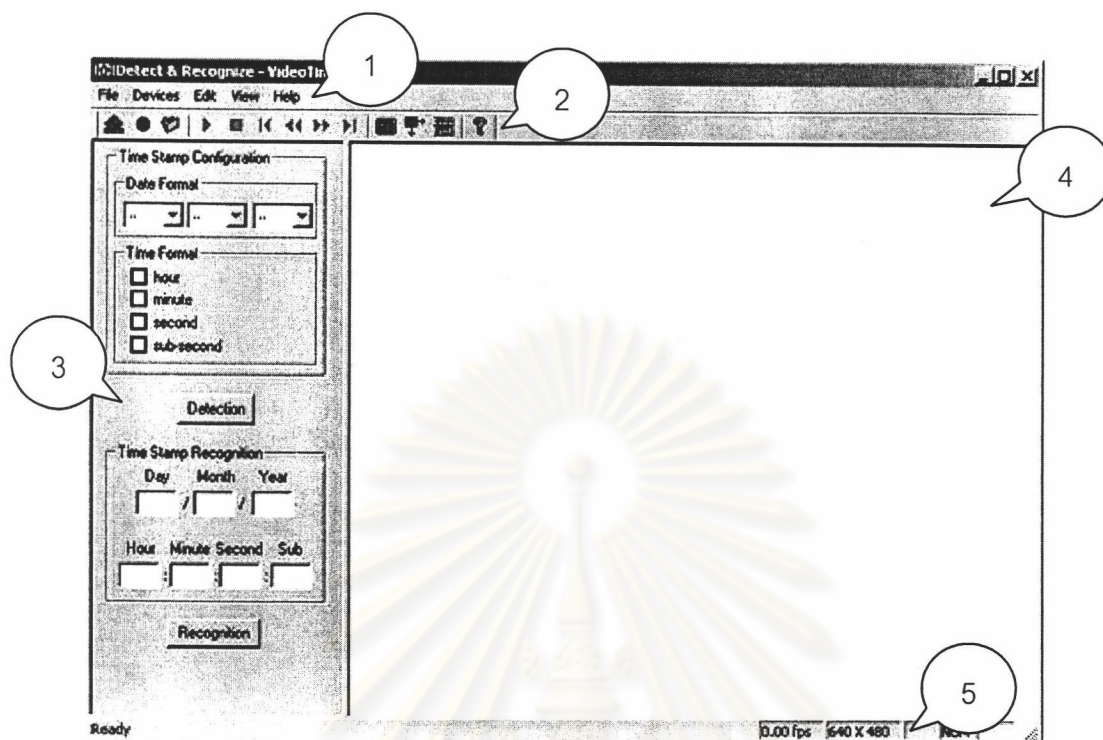 1
Detect & Recognize - VideoTim
File Devices Edit View Help
2
4
Time Stamp Configuration
Date Format
.. .. ..
Time Format
hour
minute
second
sub-second
3
Detection
Time Stamp Recognition
Day Month Year
/ /
Hour Minute Second Sub
: : :
Recognition
5
Ready 0.00 fps 640 X 480